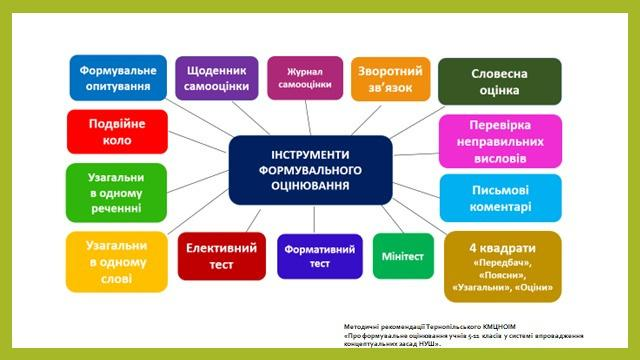 Формувальне
опитування
Щоденник
самооцінки
Журнал
самооцінки
Зворотний
зв’язок
Словесна
оцінка
Подвійне
коло
ІНСТРУМЕНТИ
ФОРМУВАЛЬНОГО
ОЦІНЮВАННЯ
Перевірка
неправильних
висловів
Узагальни
в одному
реченнні
Письмові
коментарі
Узагальни
в одному
слові
Елективний
тест
Формативний
тест
Мінітест
4 квадрати
«Передбач»,
«Поясни»,
«Узагальни», «Оціни»
Методичні рекомендації Тернопільського КМЦНОІМ
«Про формувальне оцінювання учнів 5-11 класів у системі впровадження
концептуальних засад НУШ».